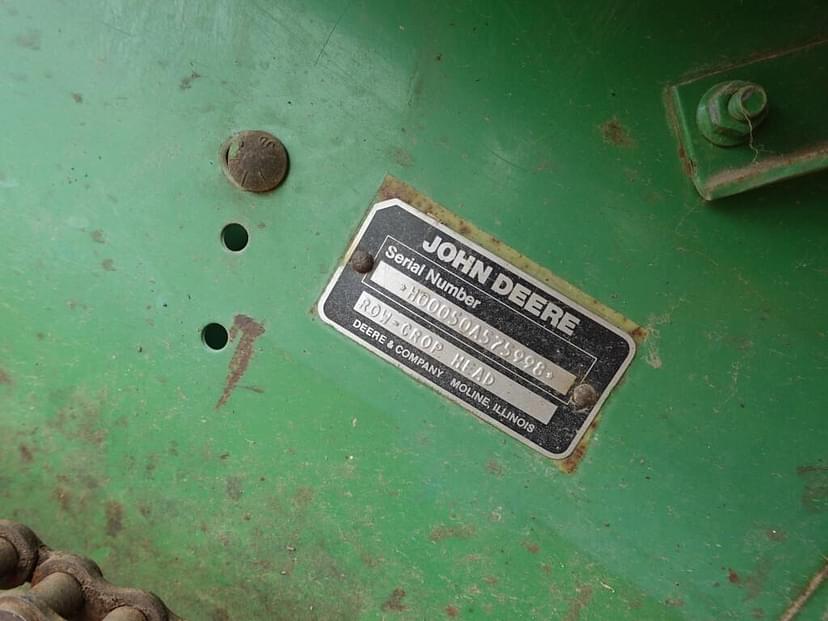 JOHN DEERE
Serial Number
*H00050A575998*
ROW-CROP HEAD
DEERE & COMPANY MOLINE, ILLINOIS